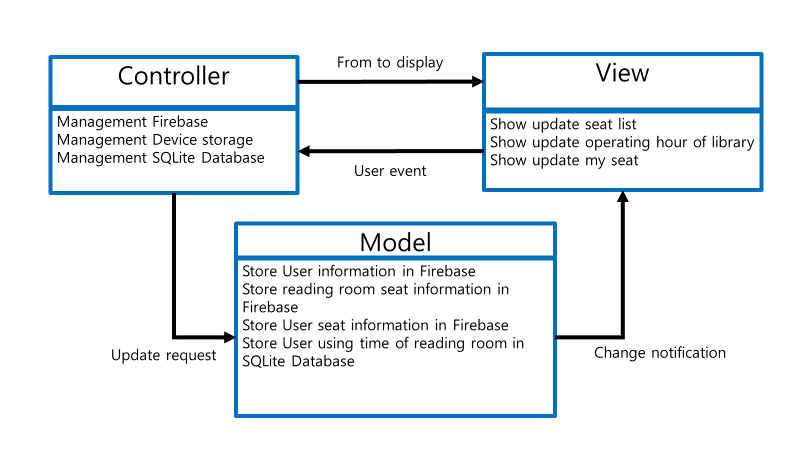 Controller
Management Firebase
Management Device storage
Management SQLite Database
From to display
User event
View
Show update seat list
Show update operating hour of library
Show update my seat
Model
Store User information in Firebase
Store reading room seat information in
Firebase
Store User seat information in Firebase
Store User using time of reading room in
SQLite Database
Update request
Change notification